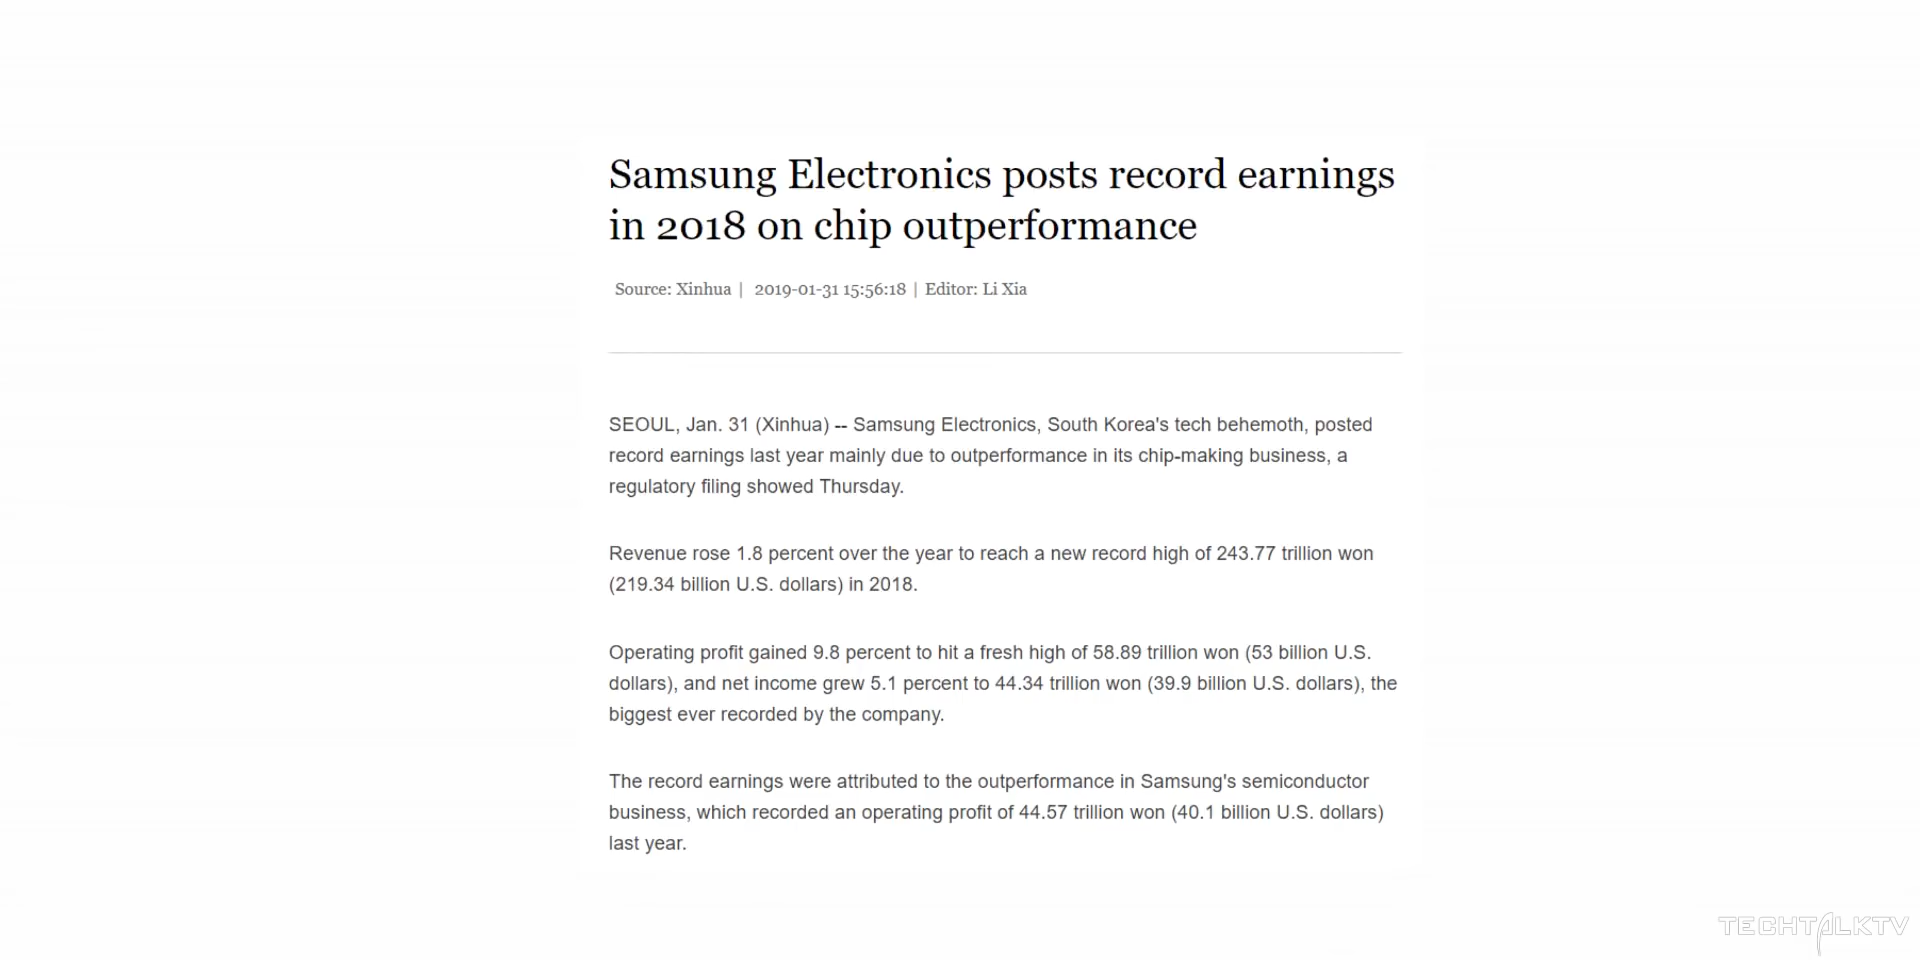 Samsung Electronics posts record earnings
in 2018 on chip outperformance
Source: Xinhua | 2019-01-31 15:56:18 | Editor: Li Xia
SEOUL, Jan. 31 (Xinhua) -- Samsung Electronics, South Korea's tech behemoth, posted
record earnings last year mainly due to outperformance in its chip-making business, a
regulatory filing showed Thursday.
Revenue rose 1.8 percent over the year to reach a new record high of 243.77 trillion won
(219.34 billion U.S. dollars) in 2018.
Operating profit gained 9.8 percent to hit a fresh high of 58.89 trillion won (53 billion U.S.
dollars), and net income grew 5.1 percent to 44.34 trillion won (39.9 billion U.S. dollars), the
biggest ever recorded by the company.
The record earnings were attributed to the outperformance in Samsung's semiconductor
business, which recorded an operating profit of 44.57 trillion won (40.1 billion U.S. dollars)
last year.
TECHTALKTV